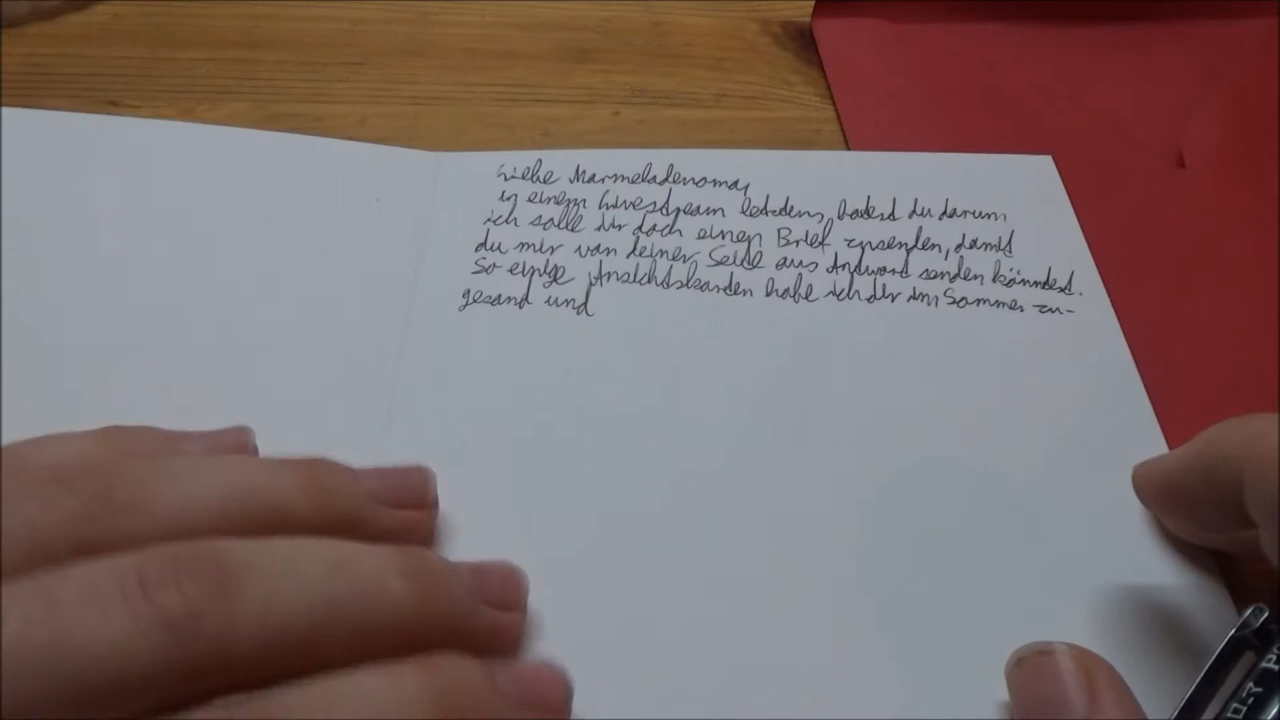 Liebe Marmeladenoma,
in einem Livestream letztens, batest du darum
ich solle dir doch einen Brief zusenden, damit
du mir von deiner Seite aus Antwort senden könntest.
So einige Ansichtskarten habe ich dir im Sommer zu-
gesand und